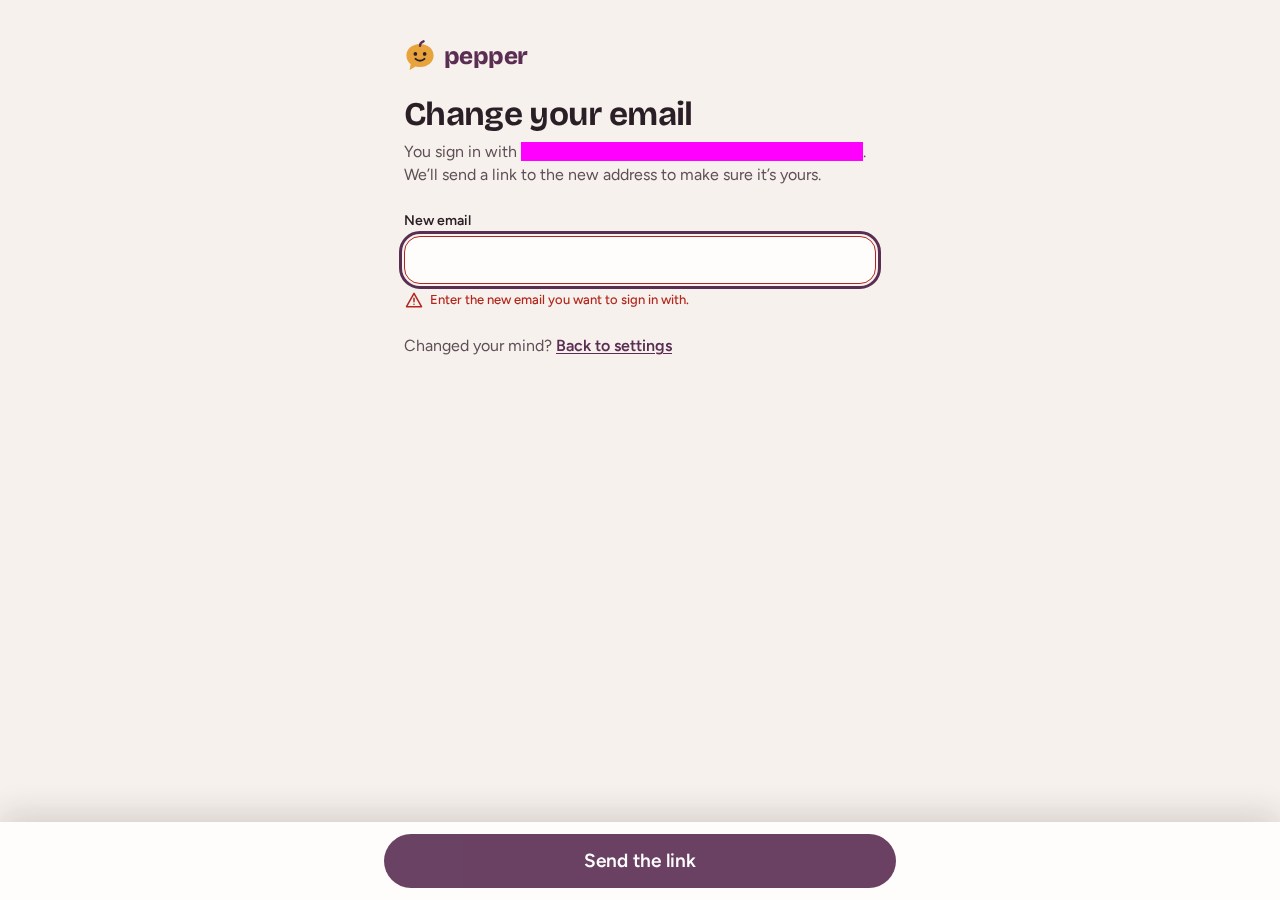 pepper
Change your email
You sign in with .
We’ll send a link to the new address to make sure it’s yours.
New email
Enter the new email you want to sign in with.
Changed your mind? Back to settings
Send the link